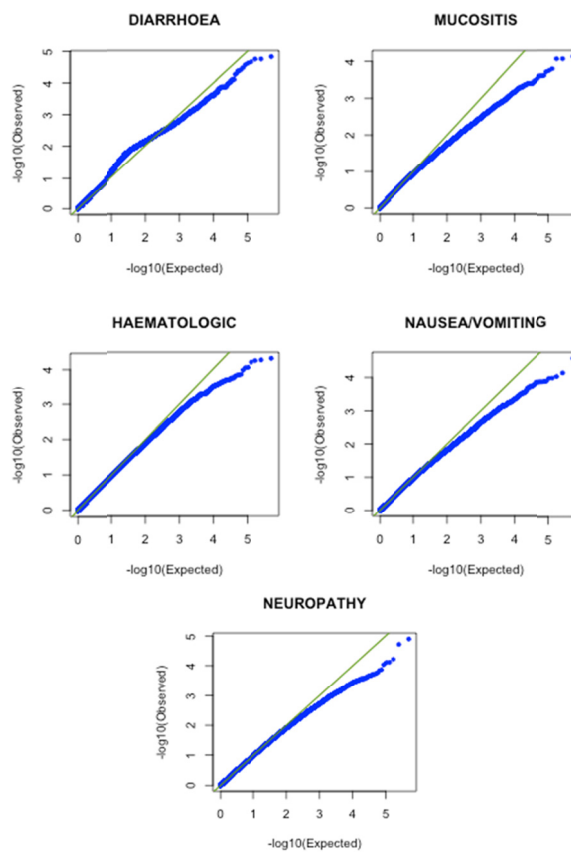 DIARRHOEA
MUCOSITIS
5
4
3
2
1
0
-log10(Observed)
4
3
2
1
0
-log10(Observed)
0 1 2 3 4 5
0 1 2 3 4 5
-log10(Expected)
-log10(Expected)
HAEMATOLOGIC
NAUSEA/VOMITING
4
3
2
1
0
-log10(Observed)
4
3
2
1
0
-log10(Observed)
0 1 2 3 4 5
0 1 2 3 4 5
-log10(Expected)
-log10(Expected)
NEUROPATHY
5
4
3
2
1
0
-log10(Observed)
0 1 2 3 4 5
-log10(Expected)